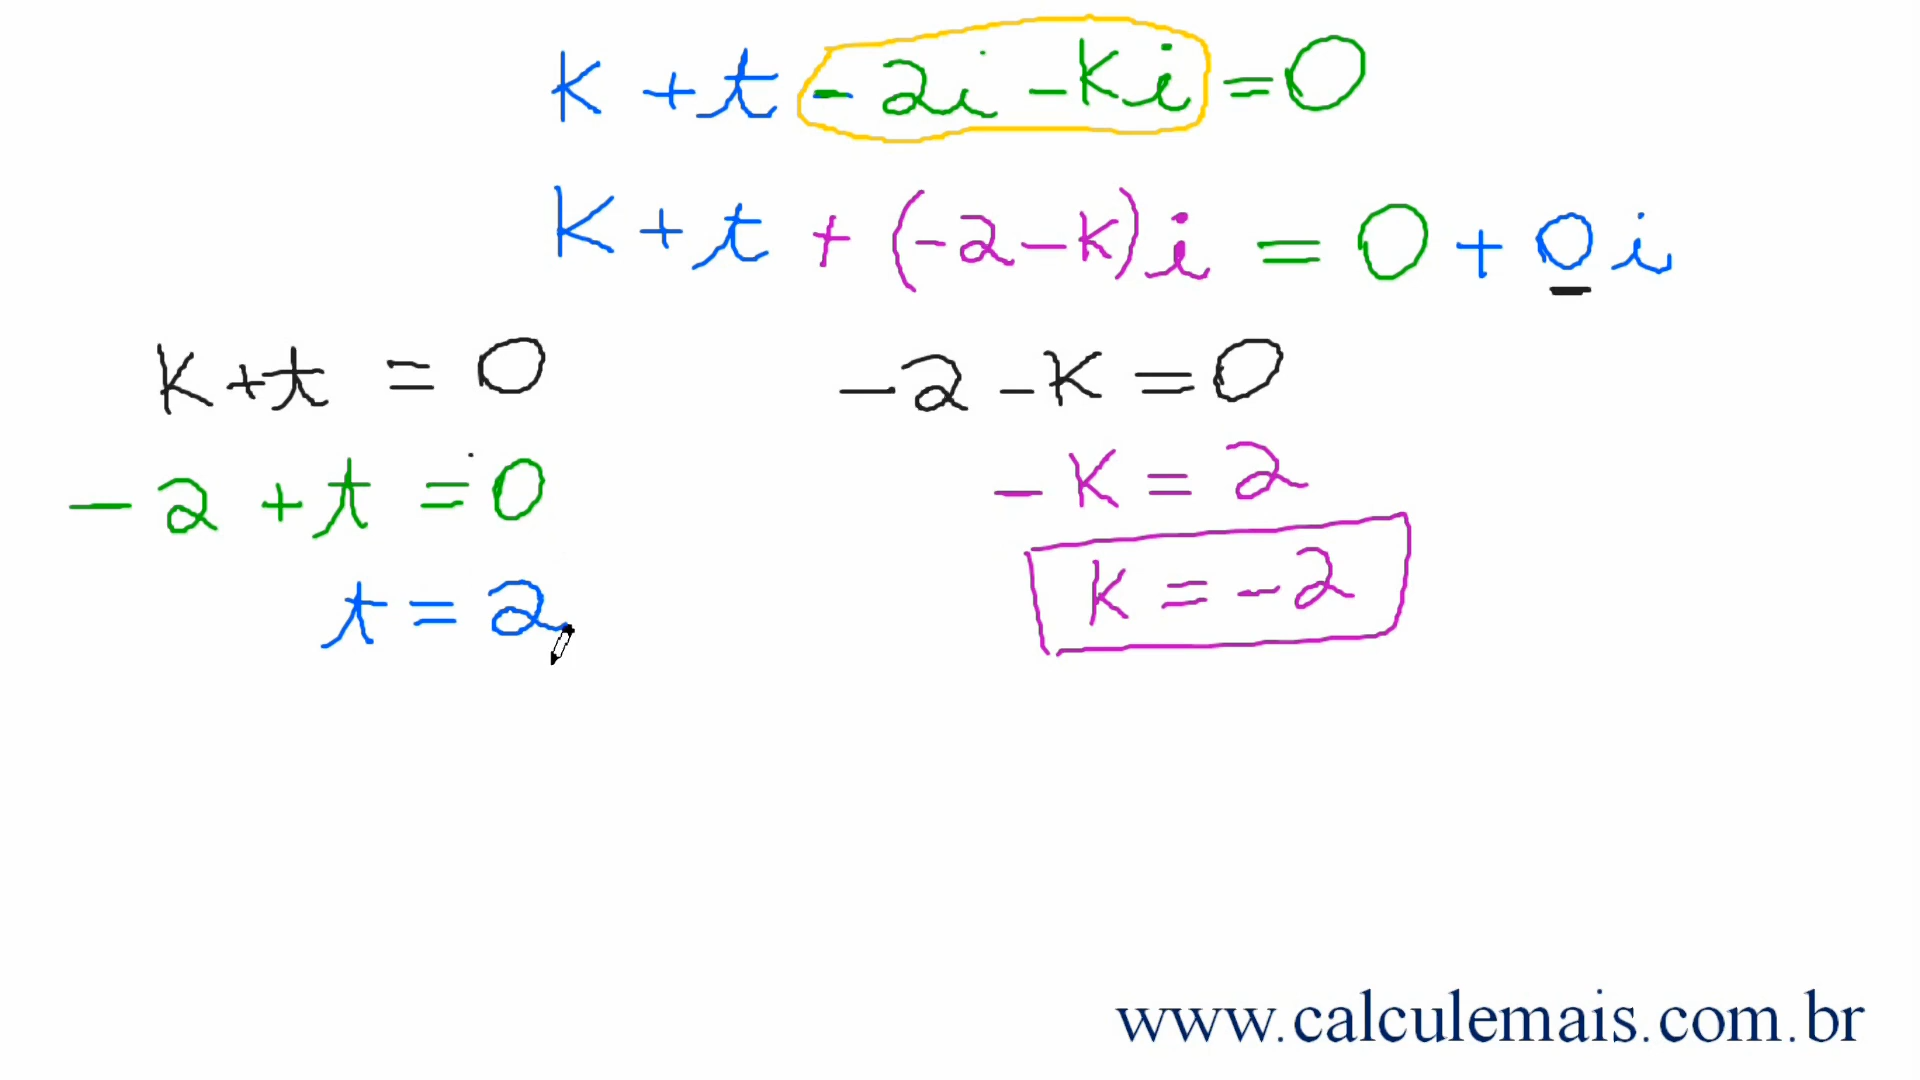 k + t - 2i - ki = 0
k + t + (-2 - k)i = 0 + 0i
k + t = 0
-2 - k = 0
-2 + t = 0
-k = 2
t = 2
k = -2
www.calculemais.com.br